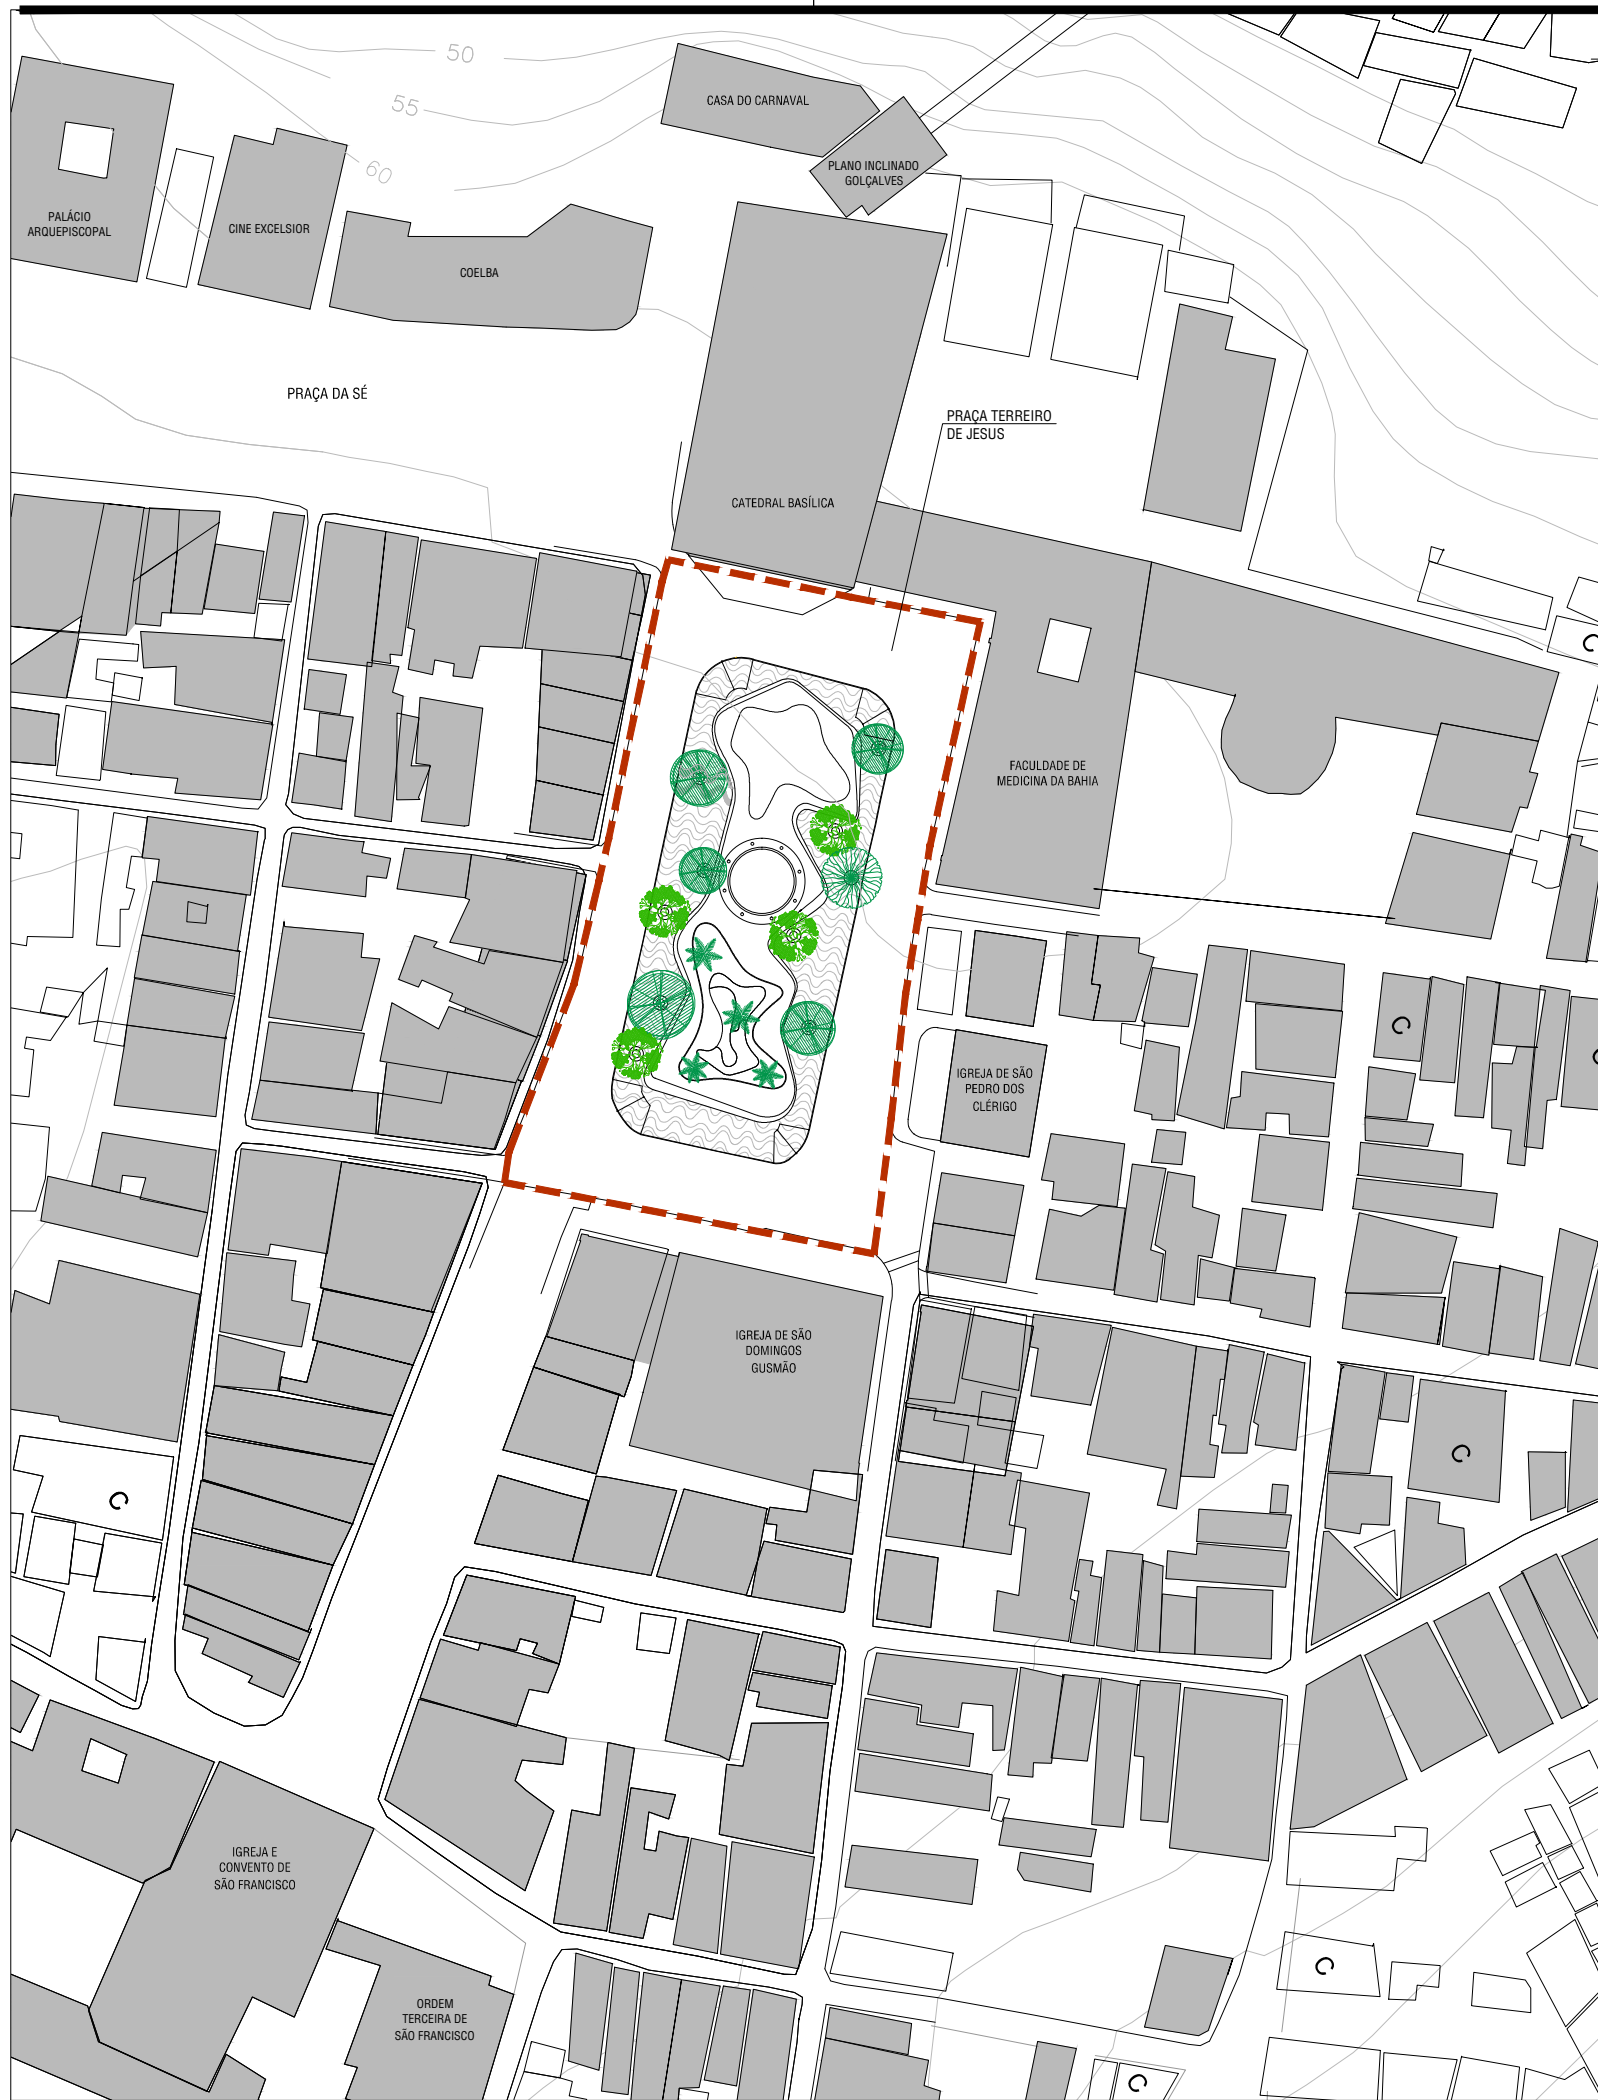 50
55
60
CASA DO CARNAVAL
PLANO INCLINADO
GOLÇALVES
PALÁCIO
ARQUEPISCOPAL
CINE EXCELSIOR
COELBA
PRAÇA DA SÉ
PRAÇA TERREIRO
DE JESUS
CATEDRAL BASÍLICA
C
FACULDADE DE
MEDICINA DA BAHIA
C
C
IGREJA DE SÃO
PEDRO DOS
CLÉRIGO
IGREJA DE SÃO
DOMINGOS
GUSMÃO
C
C
IGREJA E
CONVENTO DE
SÃO FRANCISCO
C
ORDEM
TERCEIRA DE
SÃO FRANCISCO
C